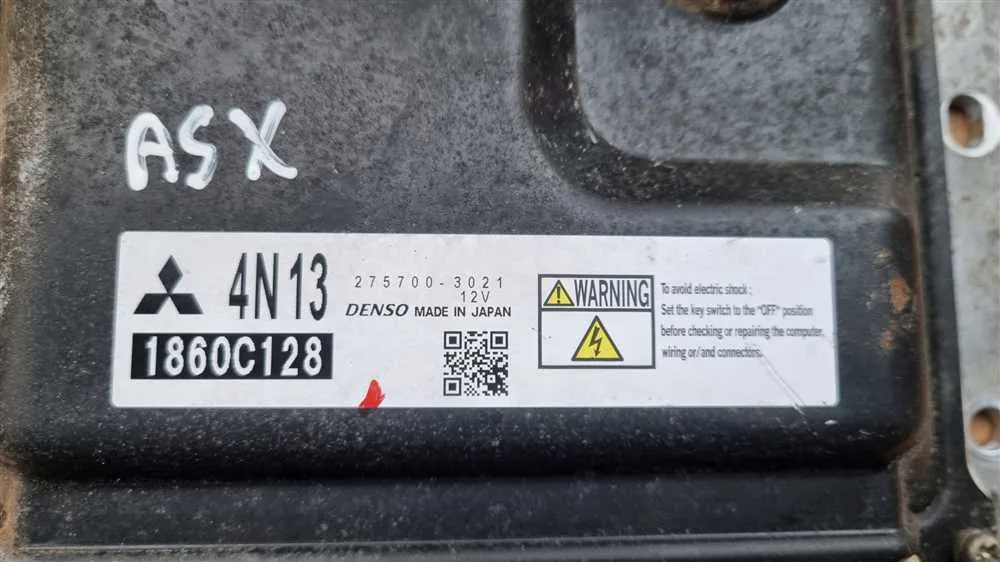 ASX
4N13
1860C128
275700-3021
12V
DENSO MADE IN JAPAN
WARNING
To avoid electric shock :
Set the key switch to the "OFF" position
before checking or repairing the computer,
wiring or/and connectors.